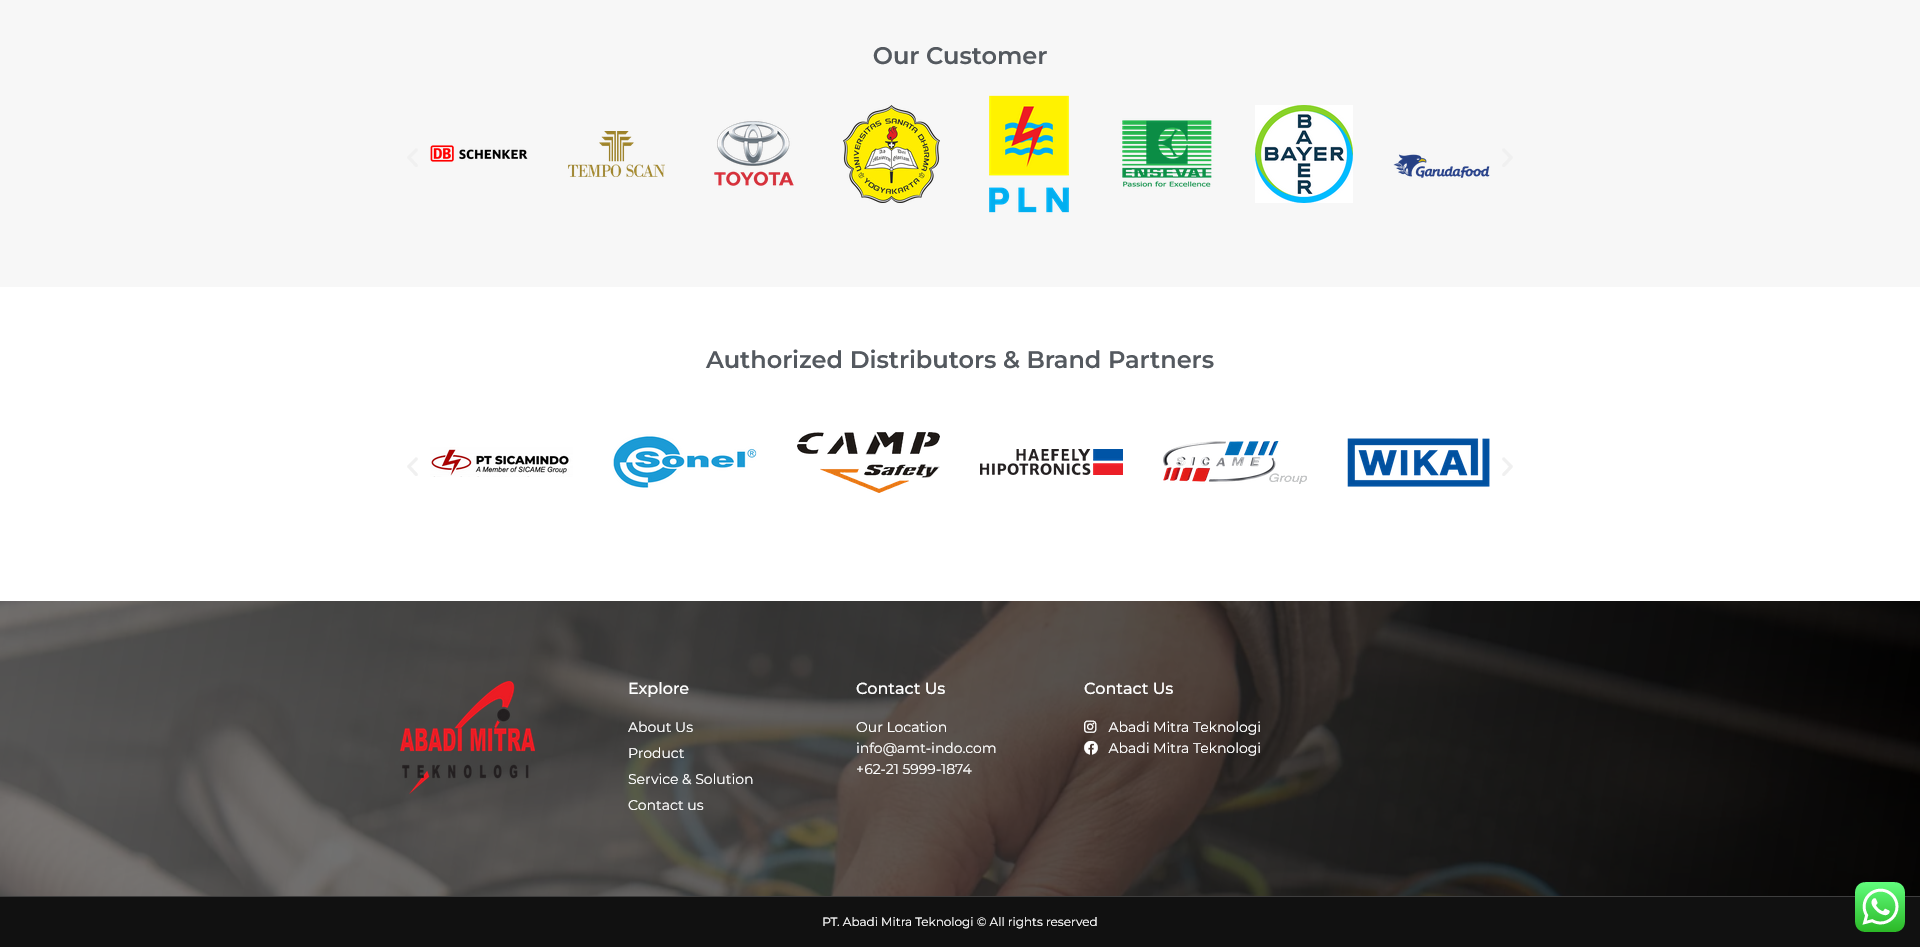 Our Customer
DB SCHENKER
TEMPO SCAN
TOYOTA
UNIVERSITAS SANATA DHARMA
YOGYAKARTA
PLN
ENSEVAL
Passion for Excellence
BAYER
BAYER
Garudafood
Authorized Distributors & Brand Partners
PT SICAMINDO
A Member of SICAME Group
Sonel®
CAMP
Safety
HAEFELY
HIPOTRONICS
SICAME
Group
WIKA
ABADI MITRA
TEKNOLOGI
Explore
About Us
Product
Service & Solution
Contact us
Contact Us
Our Location
info@amt-indo.com
+62-21 5999-1874
Contact Us
Abadi Mitra Teknologi
Abadi Mitra Teknologi
PT. Abadi Mitra Teknologi © All rights reserved